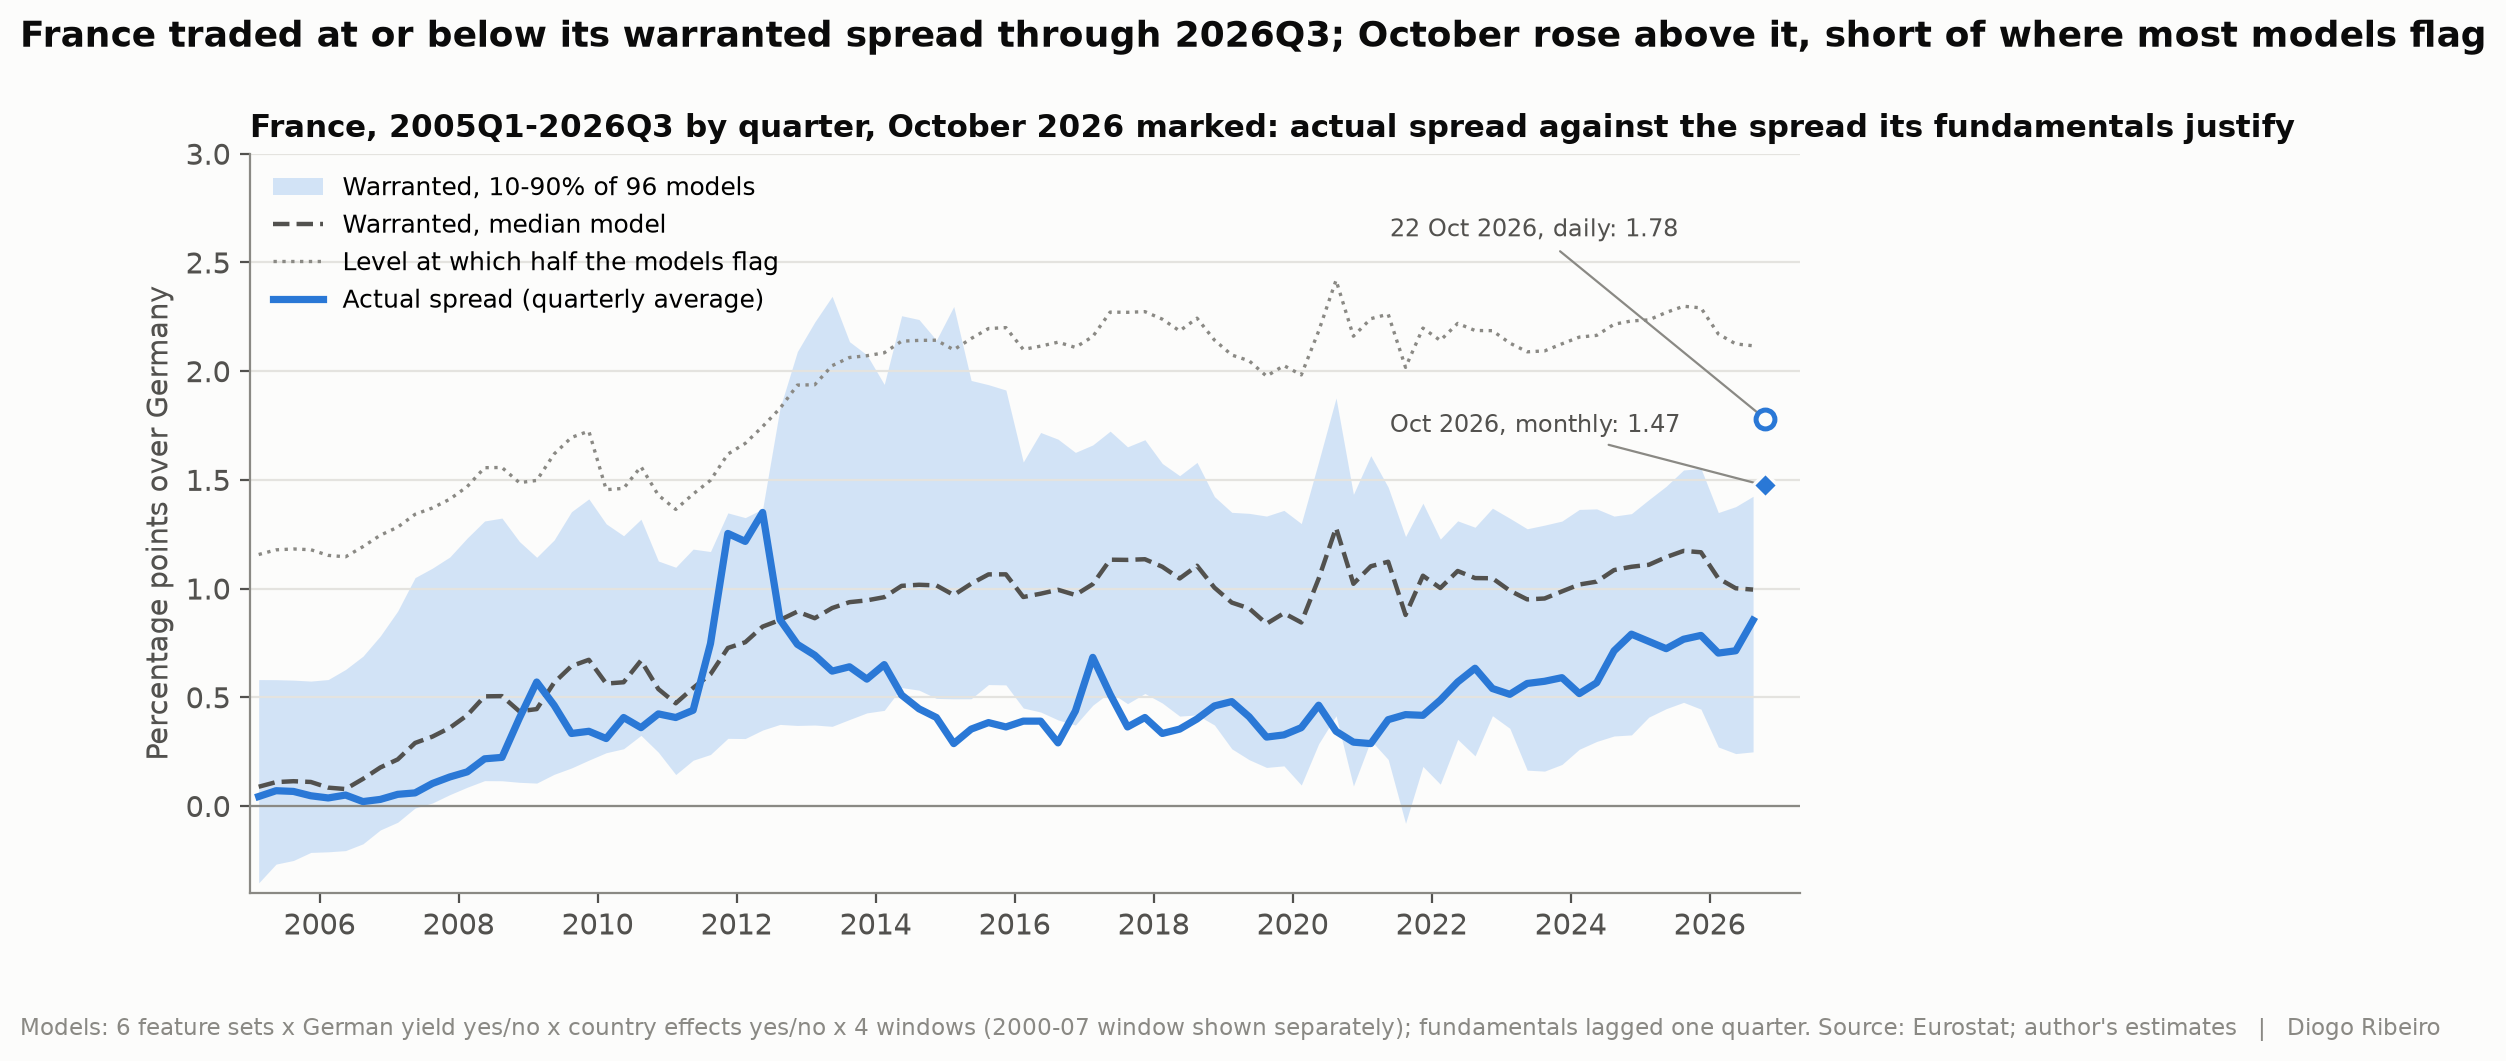 France traded at or below its warranted spread through 2026Q3; October rose above it, short of where most models flag
France, 2005Q1-2026Q3 by quarter, October 2026 marked: actual spread against the spread its fundamentals justify
Percentage points over Germany
3.0
2.5
2.0
1.5
1.0
0.5
0.0
Warranted, 10-90% of 96 models
Warranted, median model
Level at which half the models flag
Actual spread (quarterly average)
22 Oct 2026, daily: 1.78
Oct 2026, monthly: 1.47
2006 2008 2010 2012 2014 2016 2018 2020 2022 2024 2026
Models: 6 feature sets x German yield yes/no x country effects yes/no x 4 windows (2000-07 window shown separately); fundamentals lagged one quarter. Source: Eurostat; author's estimates | Diogo Ribeiro